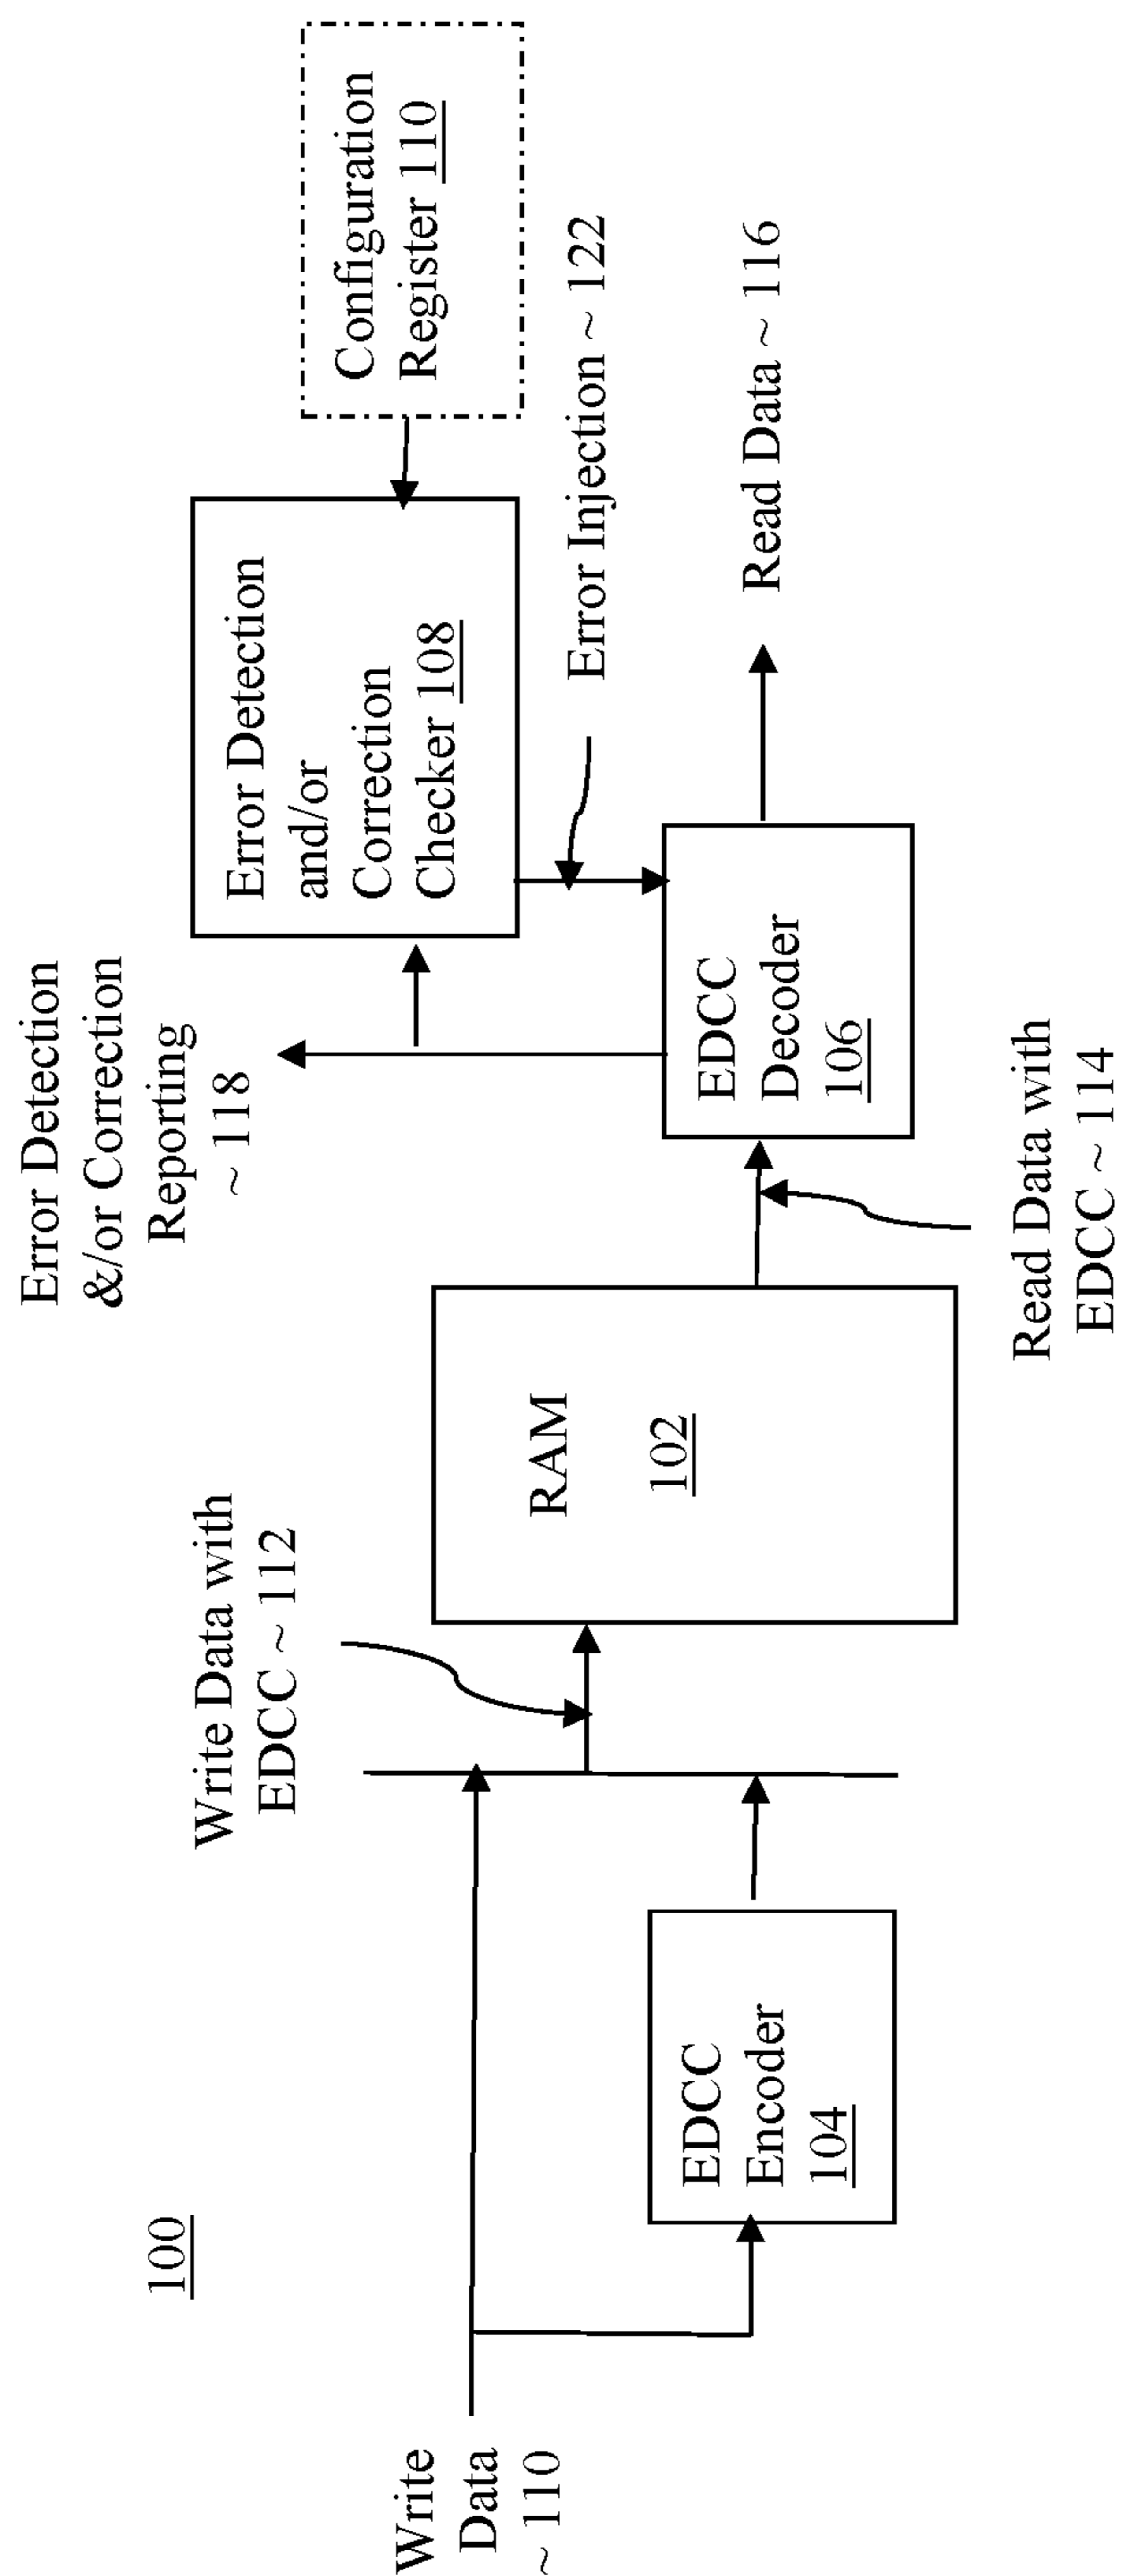 100
Write
Data
~ 110
EDCC
Encoder
104
Write Data with
EDCC ~ 112
RAM
102
Error Detection
&/or Correction
Reporting
~ 118
Read Data with
EDCC ~ 114
EDCC
Decoder
106
Error Detection
and/or
Correction
Checker 108
Error Injection ~ 122
Read Data ~ 116
Configuration
Register 110